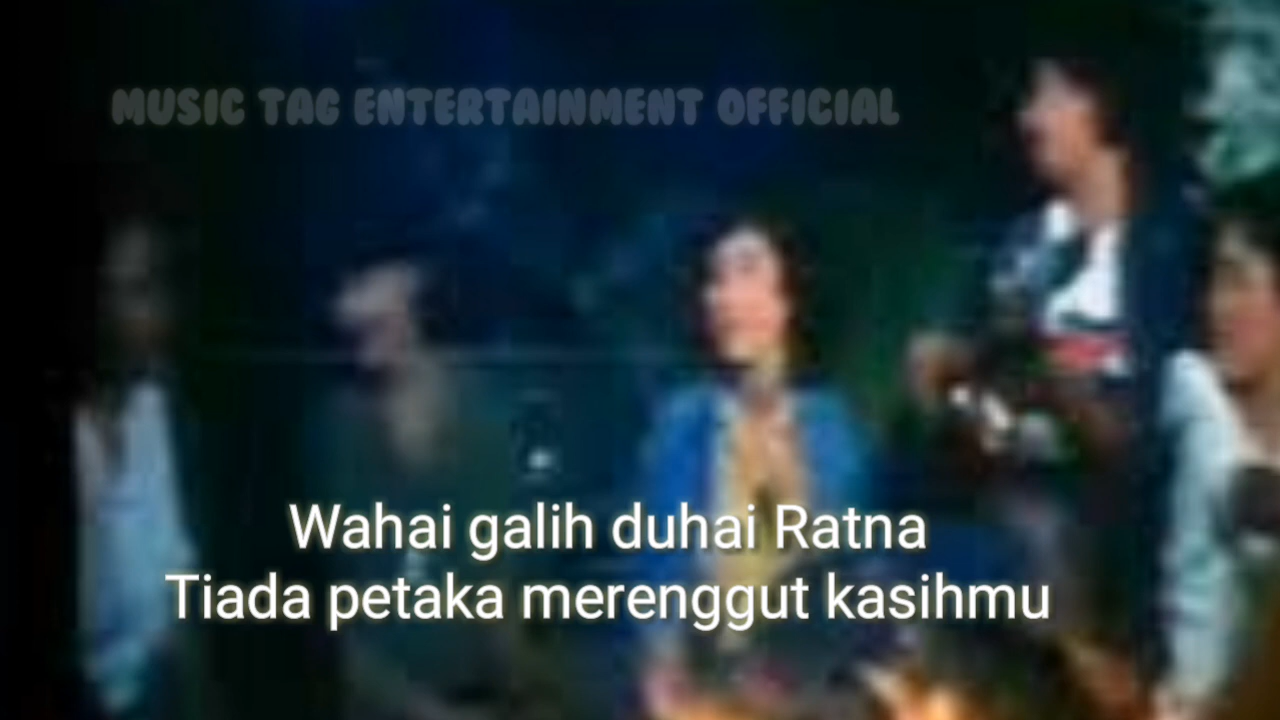 MUSIC TAG ENTERTAINMENT OFFICIAL
Wahai galih duhai Ratna
Tiada petaka merenggut kasihmu